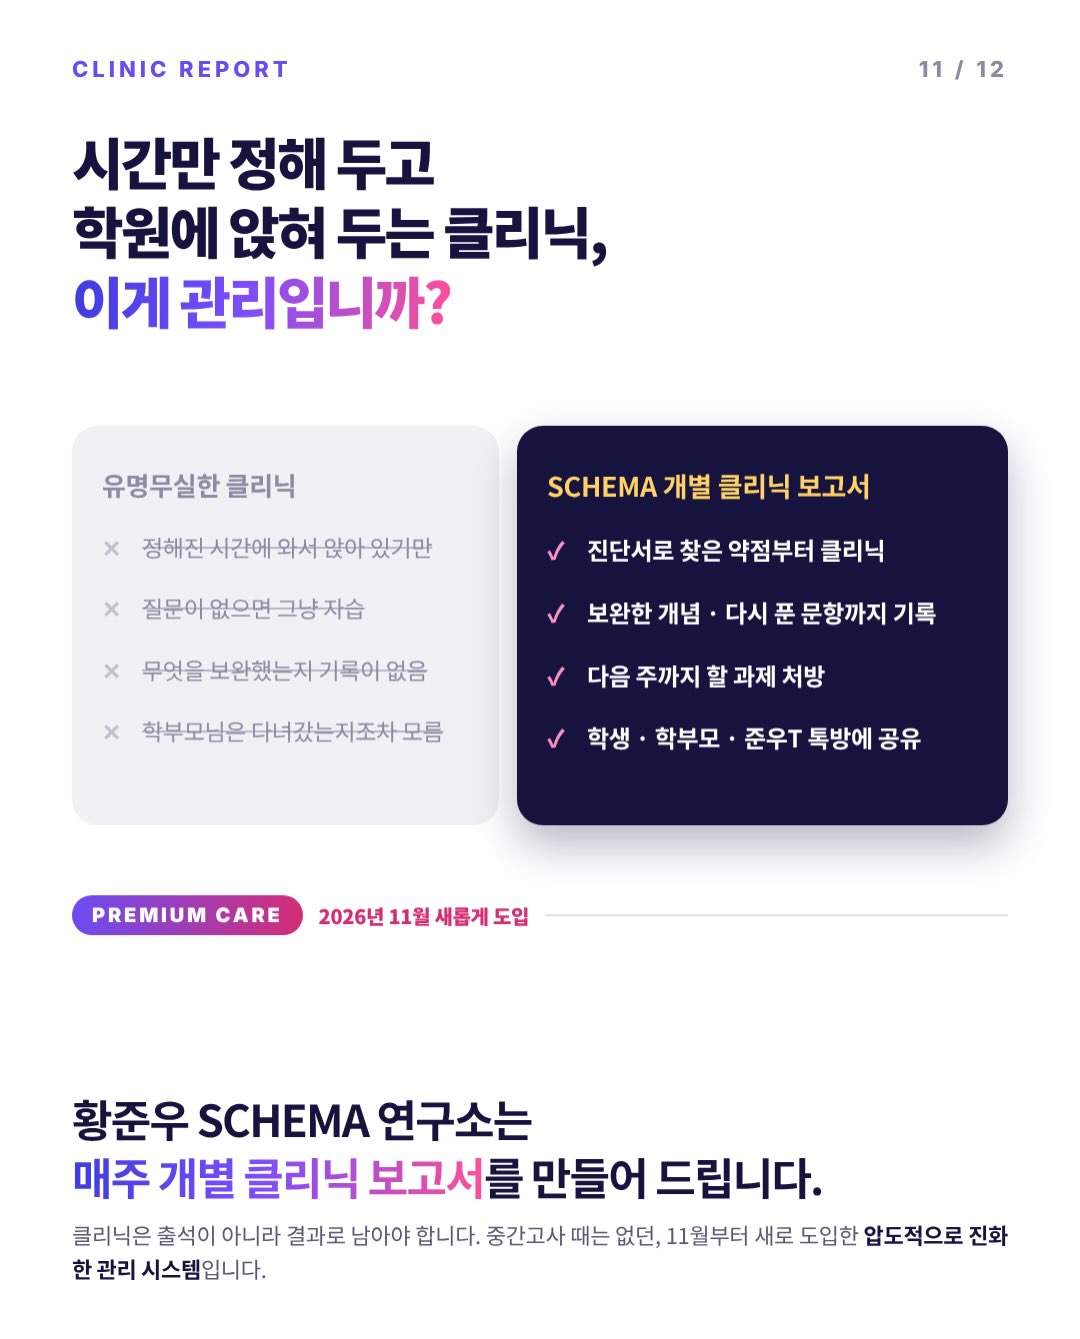 CLINIC REPORT
11 / 12
시간만 정해 두고
학원에 앉혀 두는 클리닉,
이게 관리입니까?
유명무실한 클리닉
× 정해진 시간에 와서 앉아 있기만
× 질문이 없으면 그냥 자습
× 무엇을 보완했는지 기록이 없음
× 학부모님은 다녀갔는지조차 모름
SCHEMA 개별 클리닉 보고서
✓ 진단서로 찾은 약점부터 클리닉
✓ 보완한 개념 · 다시 푼 문항까지 기록
✓ 다음 주까지 할 과제 처방
✓ 학생 · 학부모 · 준우T 톡방에 공유
PREMIUM CARE 2026년 11월 새롭게 도입
황준우 SCHEMA 연구소는
매주 개별 클리닉 보고서를 만들어 드립니다.
클리닉은 출석이 아니라 결과로 남아야 합니다. 중간고사 때는 없던, 11월부터 새로 도입한 압도적으로 진화
한 관리 시스템입니다.